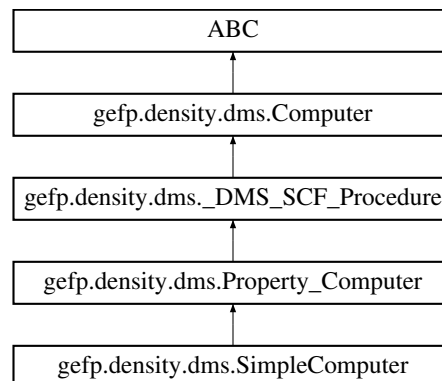 ABC
gefp.density.dms.Computer
gefp.density.dms._DMS_SCF_Procedure
gefp.density.dms.Property_Computer
gefp.density.dms.SimpleComputer